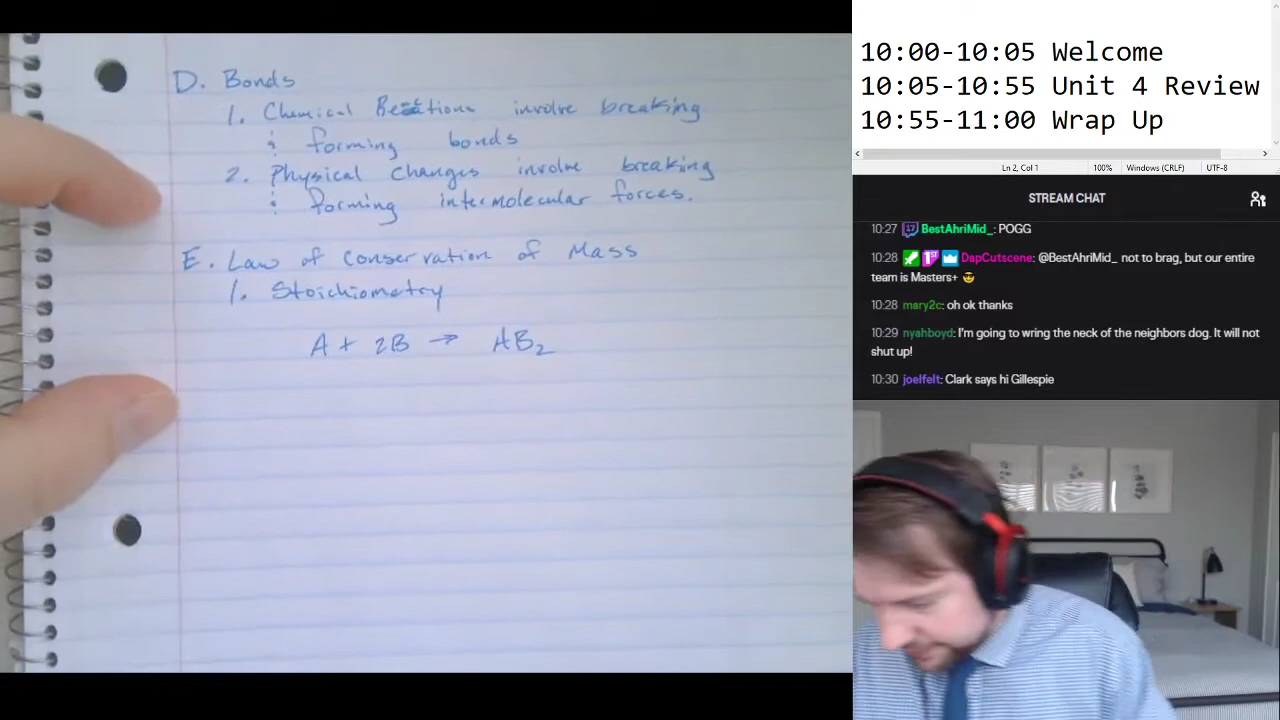 D. Bonds
1. Chemical Reactions involve breaking
& forming bonds
2. Physical changes involve breaking
& forming intermolecular forces.
E. Law of Conservation of Mass
1. Stoichiometry
A + 2B → AB₂
10:00-10:05 Welcome
10:05-10:55 Unit 4 Review
10:55-11:00 Wrap Up
Ln 2, Col 1 100% Windows (CRLF) UTF-8
STREAM CHAT
10:27 BestAhriMid_: POGG
10:28 1ST DapCutscene: @BestAhriMid_ not to brag, but our
entire team is Masters+ 😎
10:28 mary2c: oh ok thanks
10:29 nyahboyd: I'm going to wring the neck of the neighbors dog. It will not
shut up!
10:30 joelfelt: Clark says hi Gillespie